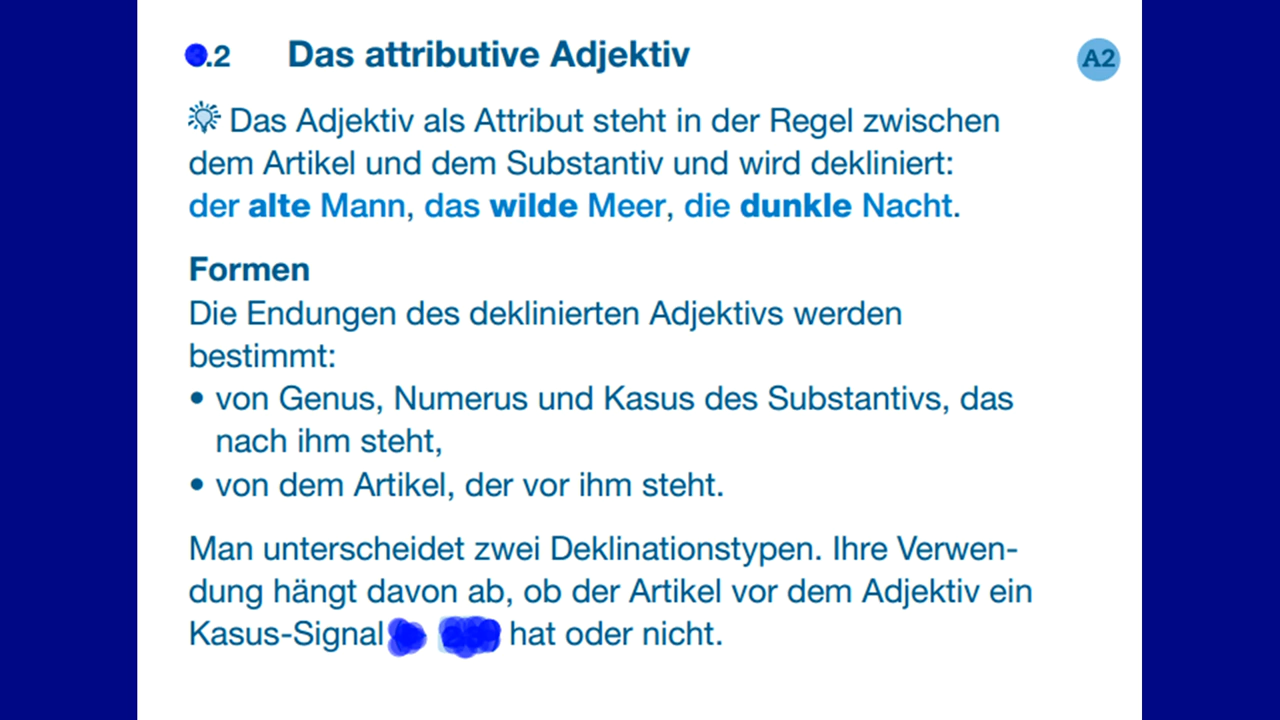 .2 Das attributive Adjektiv A2
Das Adjektiv als Attribut steht in der Regel zwischen
dem Artikel und dem Substantiv und wird dekliniert:
der alte Mann, das wilde Meer, die dunkle Nacht.
Formen
Die Endungen des deklinierten Adjektivs werden
bestimmt:
• von Genus, Numerus und Kasus des Substantivs, das
nach ihm steht,
• von dem Artikel, der vor ihm steht.
Man unterscheidet zwei Deklinationstypen. Ihre Verwen-
dung hängt davon ab, ob der Artikel vor dem Adjektiv ein
Kasus-Signal hat oder nicht.